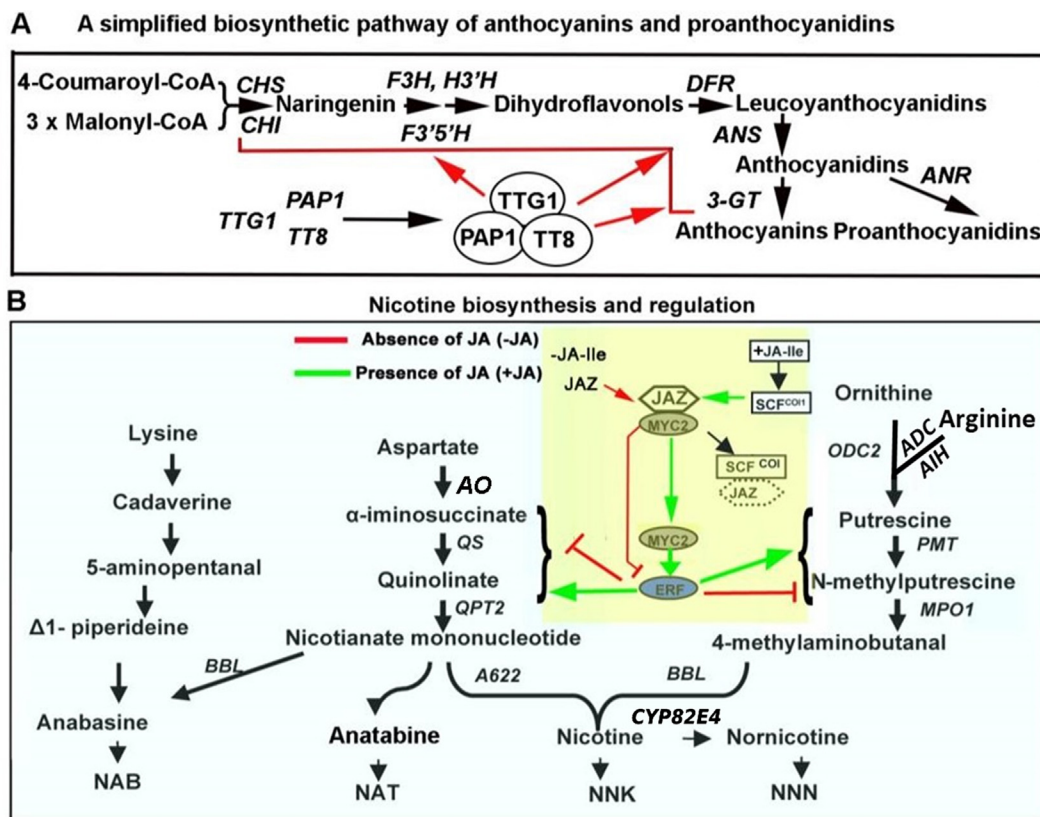 A A simplified biosynthetic pathway of anthocyanins and proanthocyanidins
4-Coumaroyl-CoA
3 x Malonyl-CoA
CHS
CHI
Naringenin
F3H, H3'H
F3'5'H
Dihydroflavonols
DFR
Leucoyanthocyanidins
ANS
Anthocyanidins
ANR
3-GT
Anthocyanins Proanthocyanidins
TTG1
PAP1
TT8
TTG1
PAP1
TT8
B Nicotine biosynthesis and regulation
Absence of JA (-JA)
Presence of JA (+JA)
-JA-Ile
JAZ
JAZ
MYC2
+JA-Ile
SCFCOI1
SCF COI
JAZ
MYC2
ERF
Lysine
Cadaverine
5-aminopentanal
Δ1- piperideine
BBL
Anabasine
NAB
Aspartate
AO
α-iminosuccinate
QS
Quinolinate
QPT2
Nicotianate mononucleotide
A622
Anatabine
NAT
Ornithine
ODC2
ADC
Arginine
AIH
Putrescine
PMT
N-methylputrescine
MPO1
4-methylaminobutanal
BBL
CYP82E4
Nicotine
Nornicotine
NNK
NNN